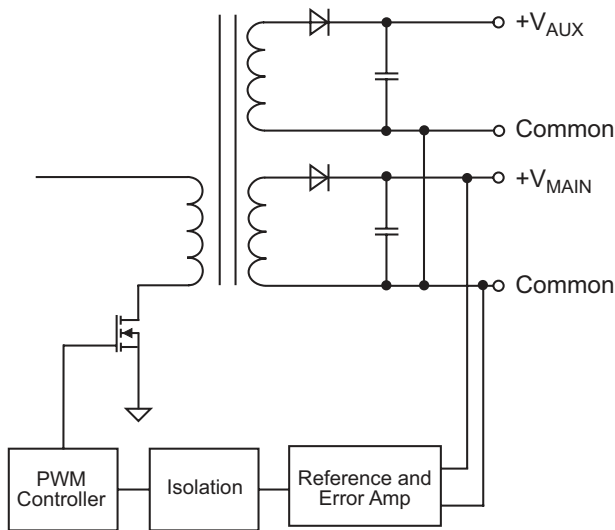 +VAUX
Common
+VMAIN
Common
PWM
Controller
Isolation
Reference and
Error Amp